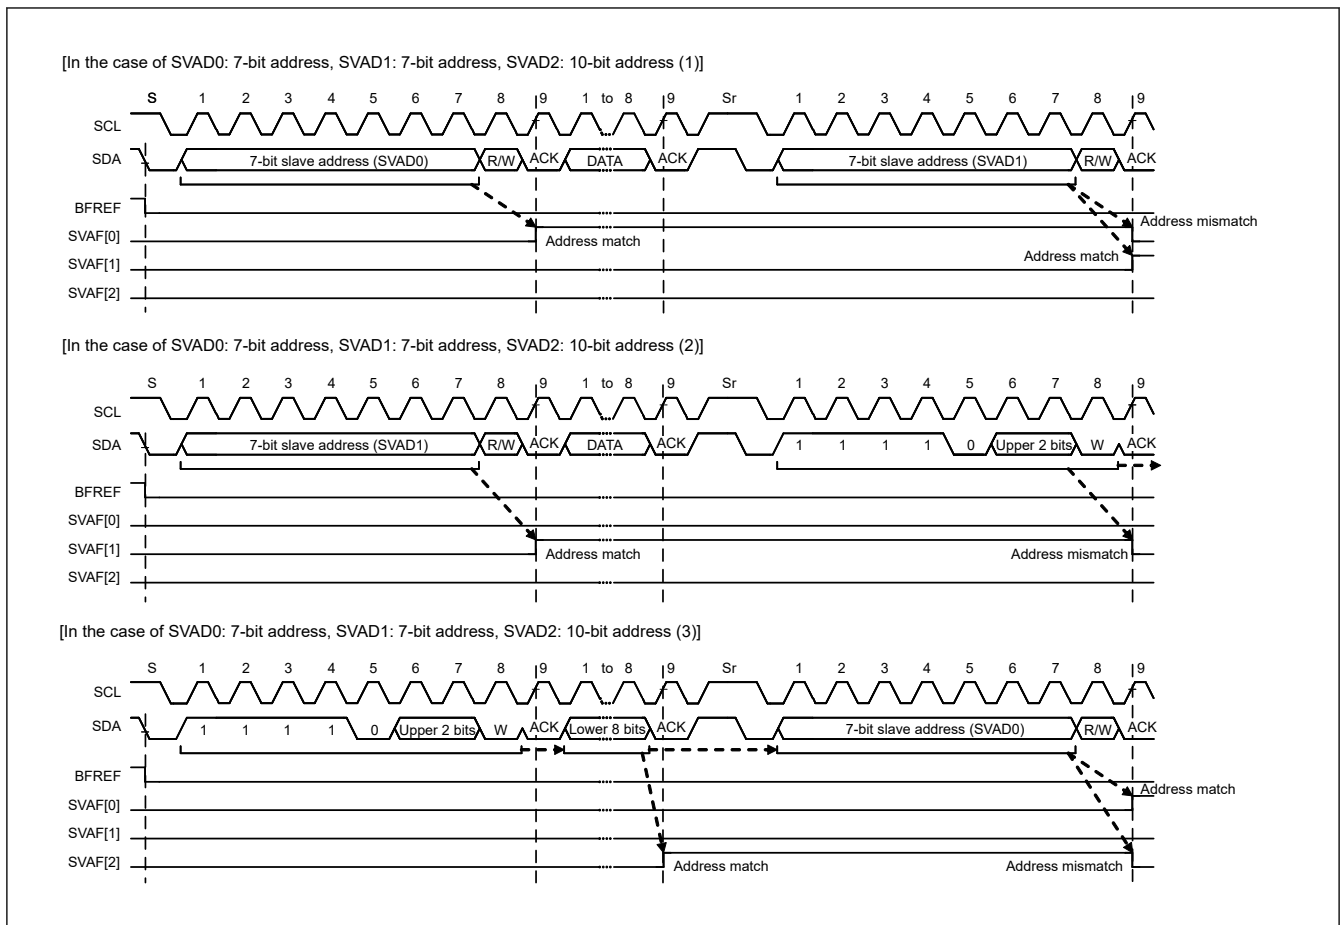 [In the case of SVAD0: 7-bit address, SVAD1: 7-bit address, SVAD2: 10-bit address (1)]
S 1 2 3 4 5 6 7 8 9 1 to 8 9 Sr 1 2 3 4 5 6 7 8 9
SCL
SDA 7-bit slave address (SVAD0) R/W ACK DATA ACK 7-bit slave address (SVAD1) R/W ACK
BFREF
Address mismatch
SVAF[0] Address match
SVAF[1] Address match
SVAF[2]
[In the case of SVAD0: 7-bit address, SVAD1: 7-bit address, SVAD2: 10-bit address (2)]
S 1 2 3 4 5 6 7 8 9 1 to 8 9 Sr 1 2 3 4 5 6 7 8 9
SCL
SDA 7-bit slave address (SVAD1) R/W ACK DATA ACK 1 1 1 1 0 Upper 2 bits W ACK
BFREF
SVAF[0]
SVAF[1] Address match Address mismatch
SVAF[2]
[In the case of SVAD0: 7-bit address, SVAD1: 7-bit address, SVAD2: 10-bit address (3)]
S 1 2 3 4 5 6 7 8 9 1 to 8 9 Sr 1 2 3 4 5 6 7 8 9
SCL
SDA 1 1 1 1 0 Upper 2 bits W ACK Lower 8 bits ACK 7-bit slave address (SVAD0) R/W ACK
BFREF
Address match
SVAF[0]
SVAF[1]
SVAF[2] Address match Address mismatch